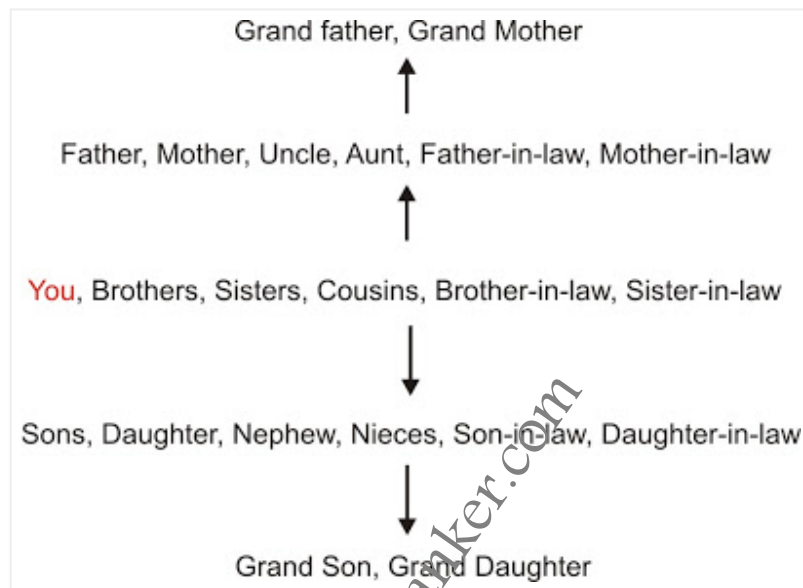 Grand father, Grand Mother
Father, Mother, Uncle, Aunt, Father-in-law, Mother-in-law
You, Brothers, Sisters, Cousins, Brother-in-law, Sister-in-law
Sons, Daughter, Nephew, Nieces, Son-in-law, Daughter-in-law
Grand Son, Grand Daughter